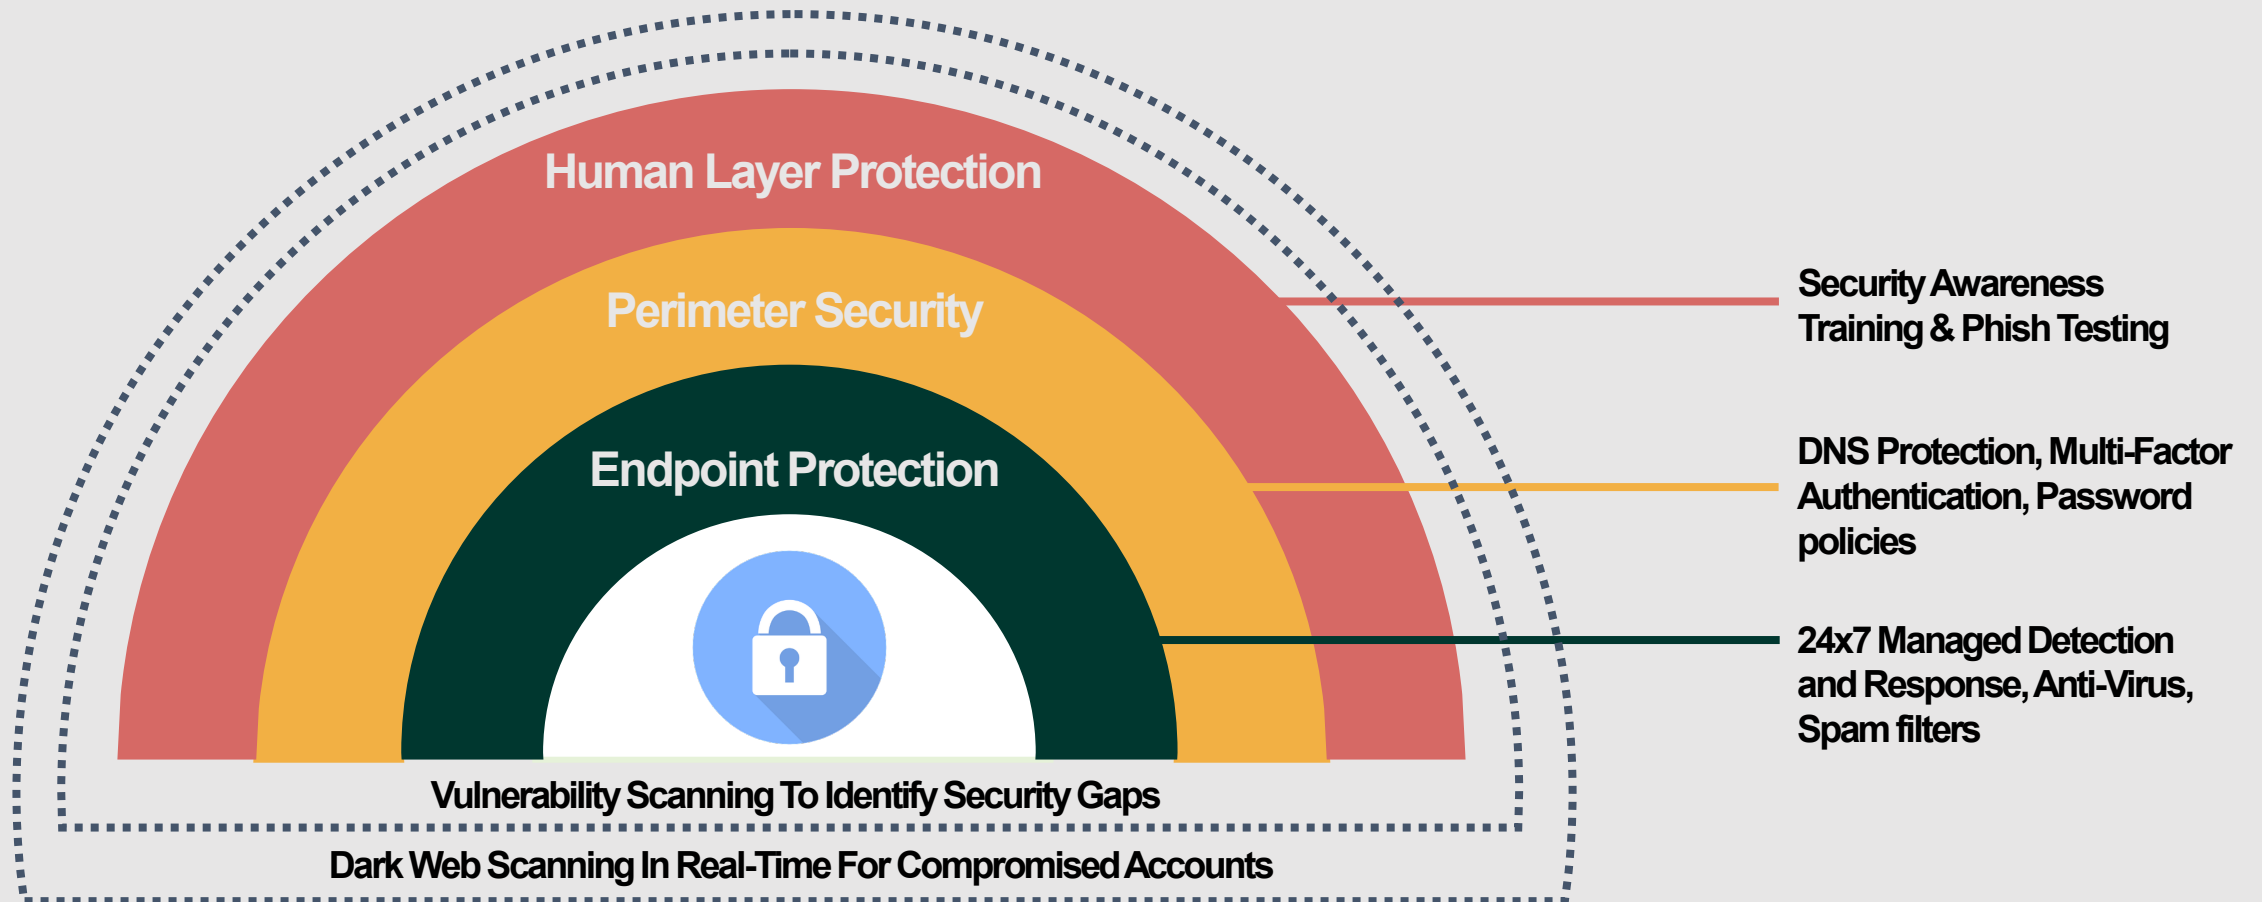 Human Layer Protection
Perimeter Security
Endpoint Protection
Security Awareness
Training & Phish Testing
DNS Protection, Multi-Factor
Authentication, Password
policies
24x7 Managed Detection
and Response, Anti-Virus,
Spam filters
Vulnerability Scanning To Identify Security Gaps
Dark Web Scanning In Real-Time For Compromised Accounts